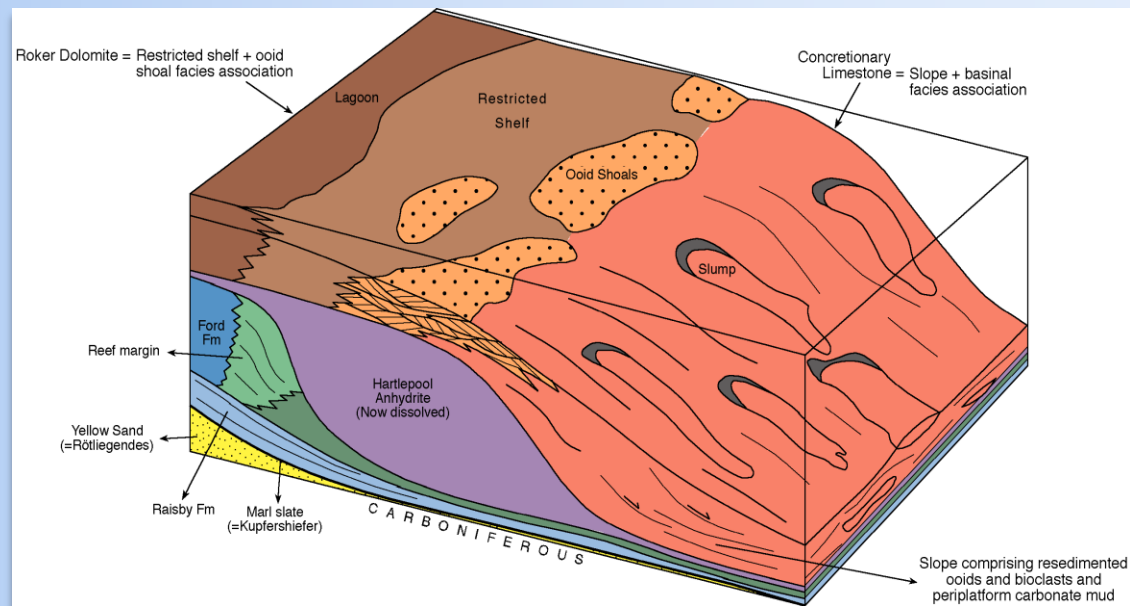 Roker Dolomite = Restricted shelf + ooid
shoal facies association
Concretionary
Limestone = Slope + basinal
facies association
Lagoon
Restricted
Shelf
Ooid Shoals
Slump
Ford
Fm
Reef margin
Hartlepool
Anhydrite
(Now dissolved)
Yellow Sand
(=Rötliegendes)
Raisby Fm
Marl slate
(=Kupfershiefer)
CARBONIFEROUS
Slope comprising resedimented
ooids and bioclasts and
periplatform carbonate mud